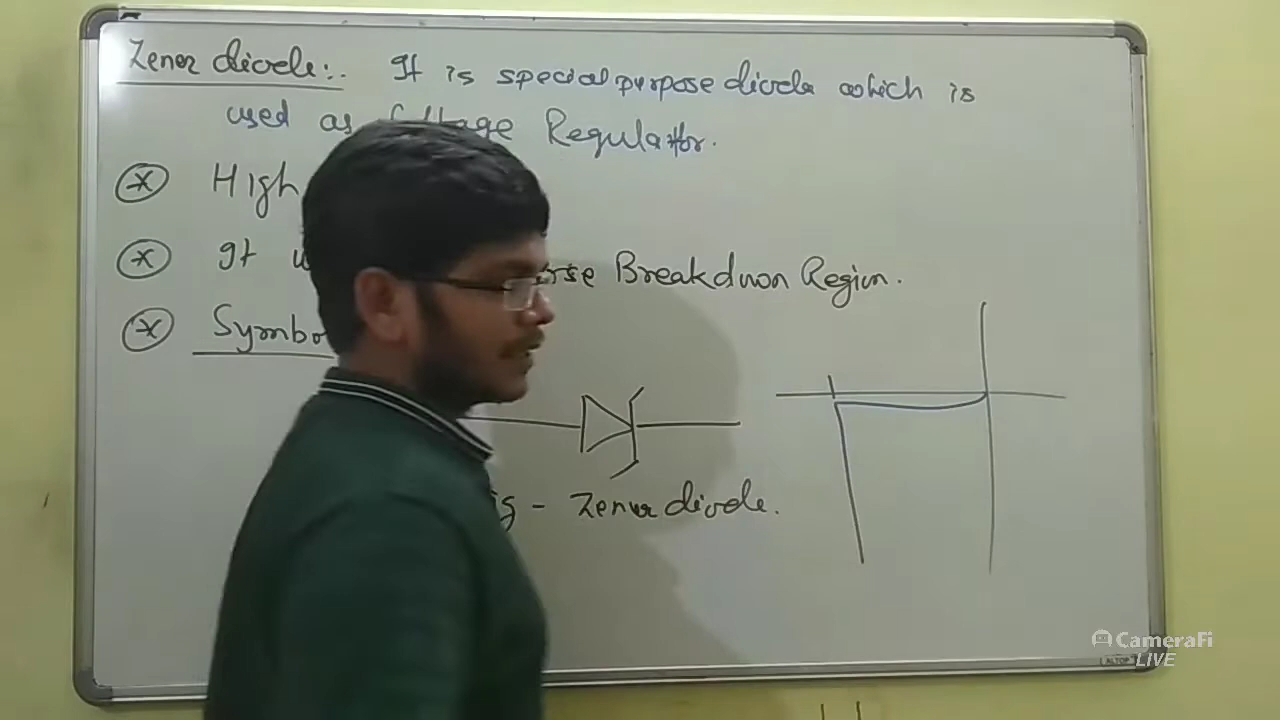 Zener diode:. It is special purpose diode which is
used as Voltage Regulator.
High
It
Breakdown Region.
Symbo
- Zener diode.
CameraFi
LIVE
ALTOP